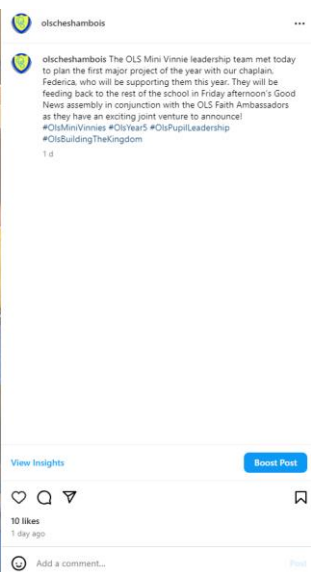 olscheshambois
...
olscheshambois The OLS Mini Vinnie leadership team met today
to plan the first major project of the year with our chaplain,
Federica, who will be supporting them this year. They will be
feeding back to the rest of the school in Friday afternoon's Good
News assembly in conjunction with the OLS Faith Ambassadors
as they have an exciting joint venture to announce!
#OlsMiniVinnies #OlsYear5 #OlsPupilLeadership
#OlsBuildingTheKingdom
1 d
View Insights
Boost Post
10 likes
1 day ago
Add a comment...
Post